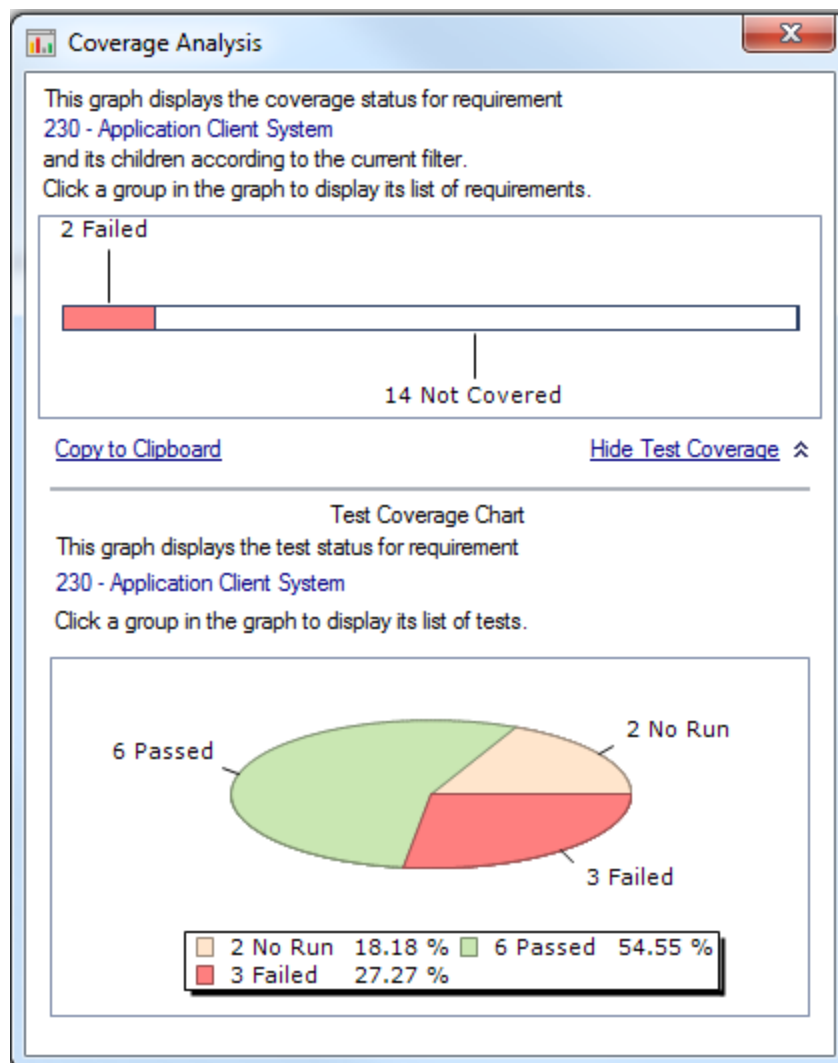 Coverage Analysis
This graph displays the coverage status for requirement
230 - Application Client System
and its children according to the current filter.
Click a group in the graph to display its list of requirements.
2 Failed
14 Not Covered
Copy to Clipboard
Hide Test Coverage
Test Coverage Chart
This graph displays the test status for requirement
230 - Application Client System
Click a group in the graph to display its list of tests.
2 No Run
6 Passed
3 Failed
2 No Run 18.18 % 6 Passed 54.55 %
3 Failed 27.27 %